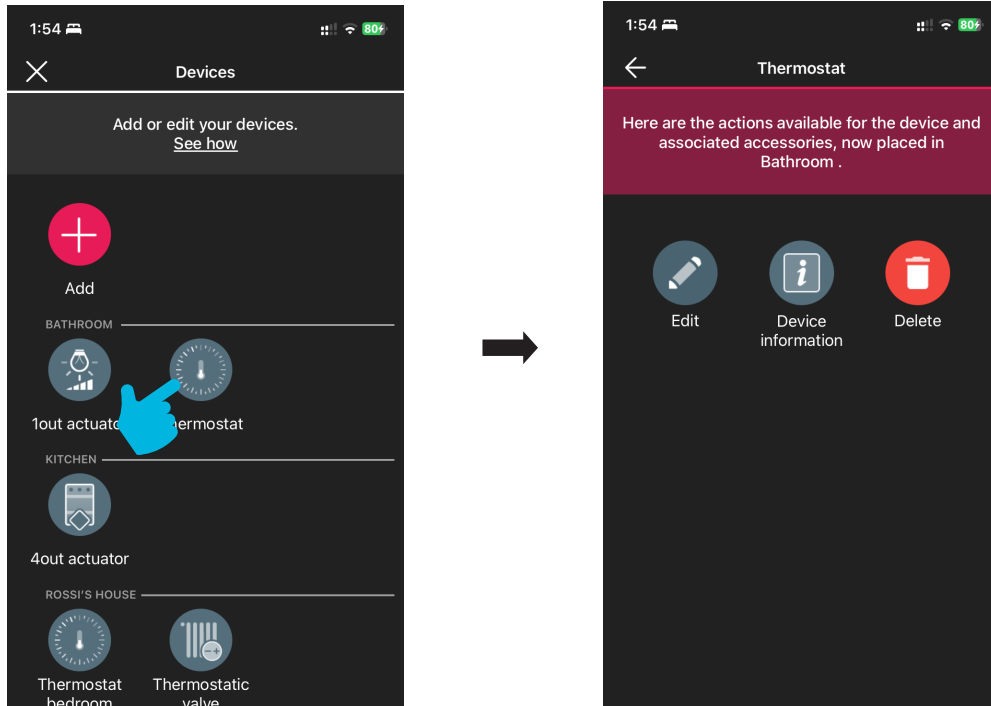 1:54
80
Devices
Add or edit your devices.
See how
Add
BATHROOM
1out actuato
ermostat
KITCHEN
4out actuator
ROSSI'S HOUSE
Thermostat
bedroom
Thermostatic
valve
1:54
80
Thermostat
Here are the actions available for the device and
associated accessories, now placed in
Bathroom .
Edit
Device
information
Delete